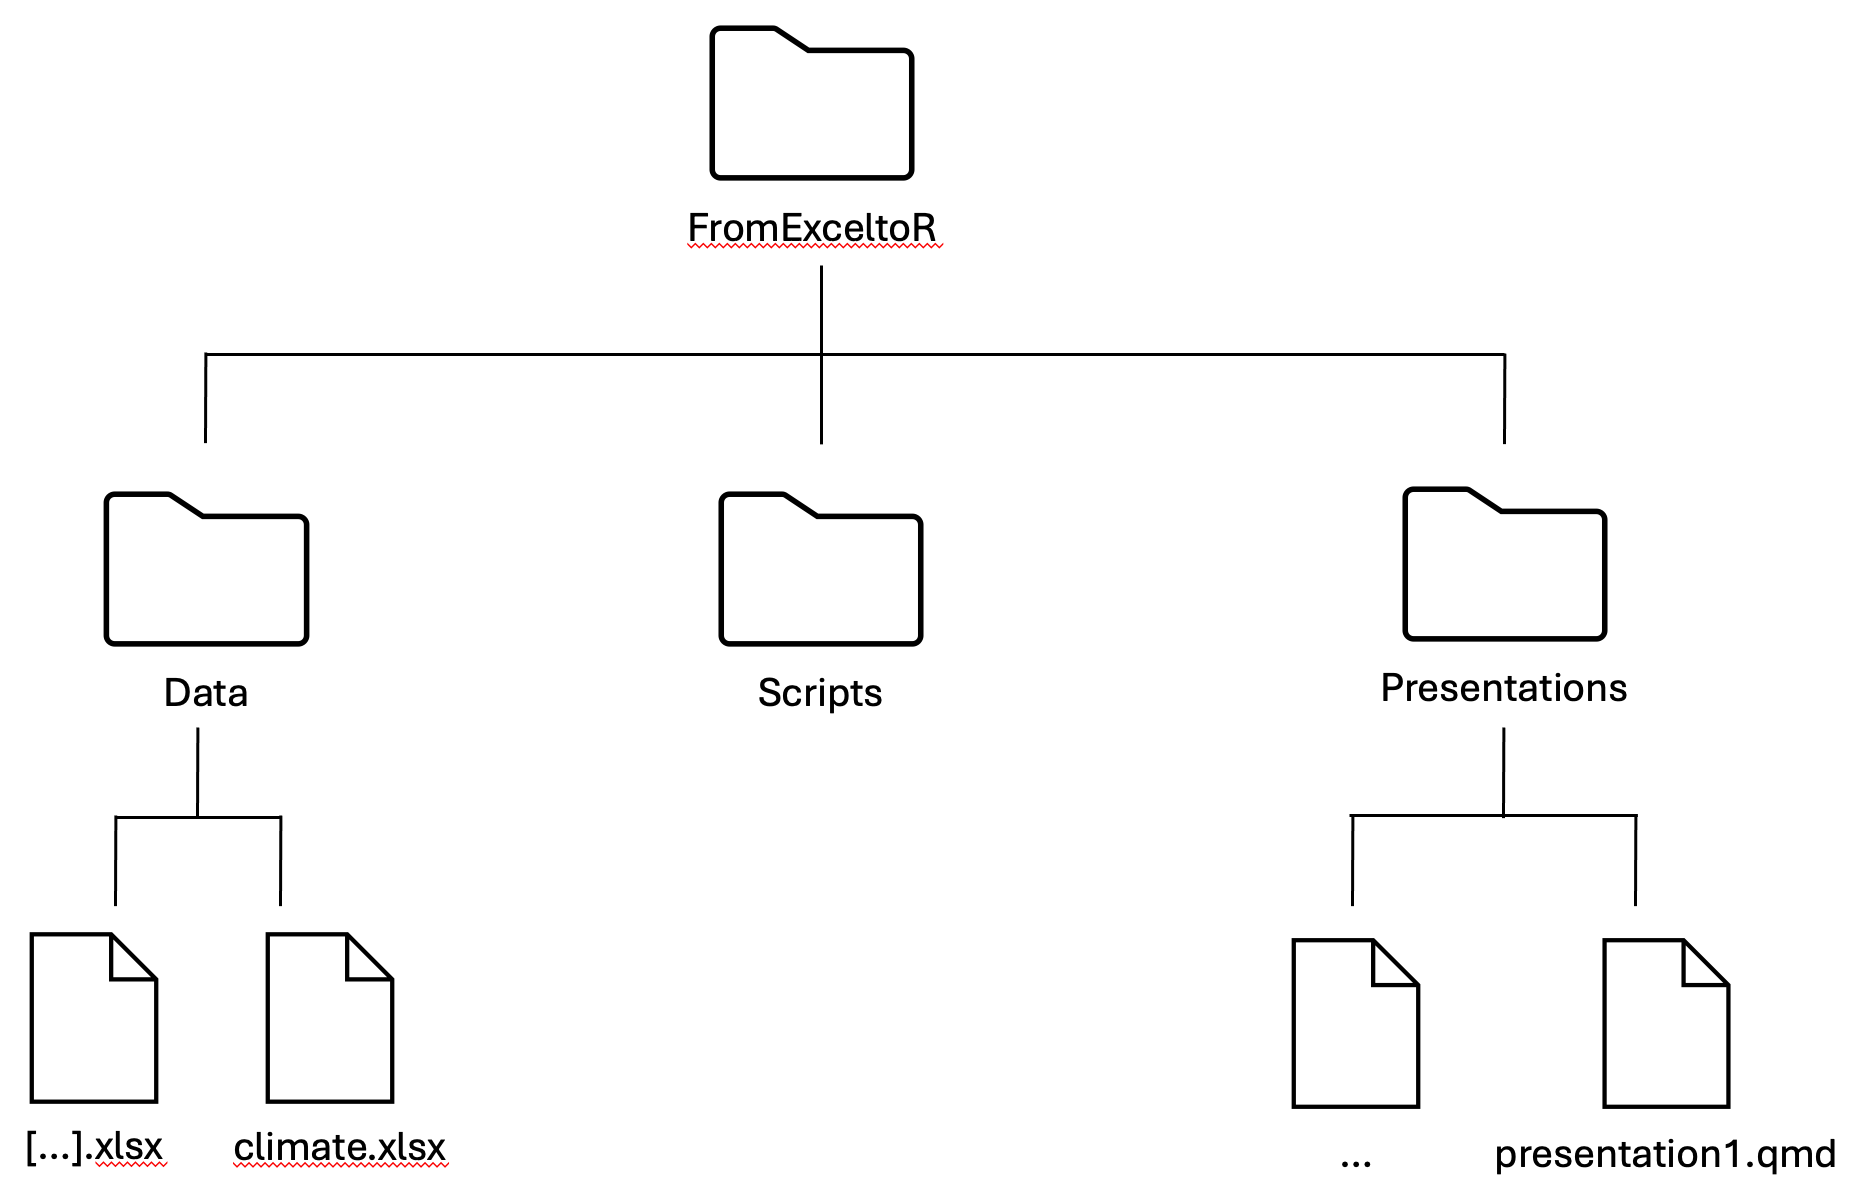 FromExceltoR
Data
Scripts
Presentations
[...].xlsx
climate.xlsx
...
presentation1.qmd